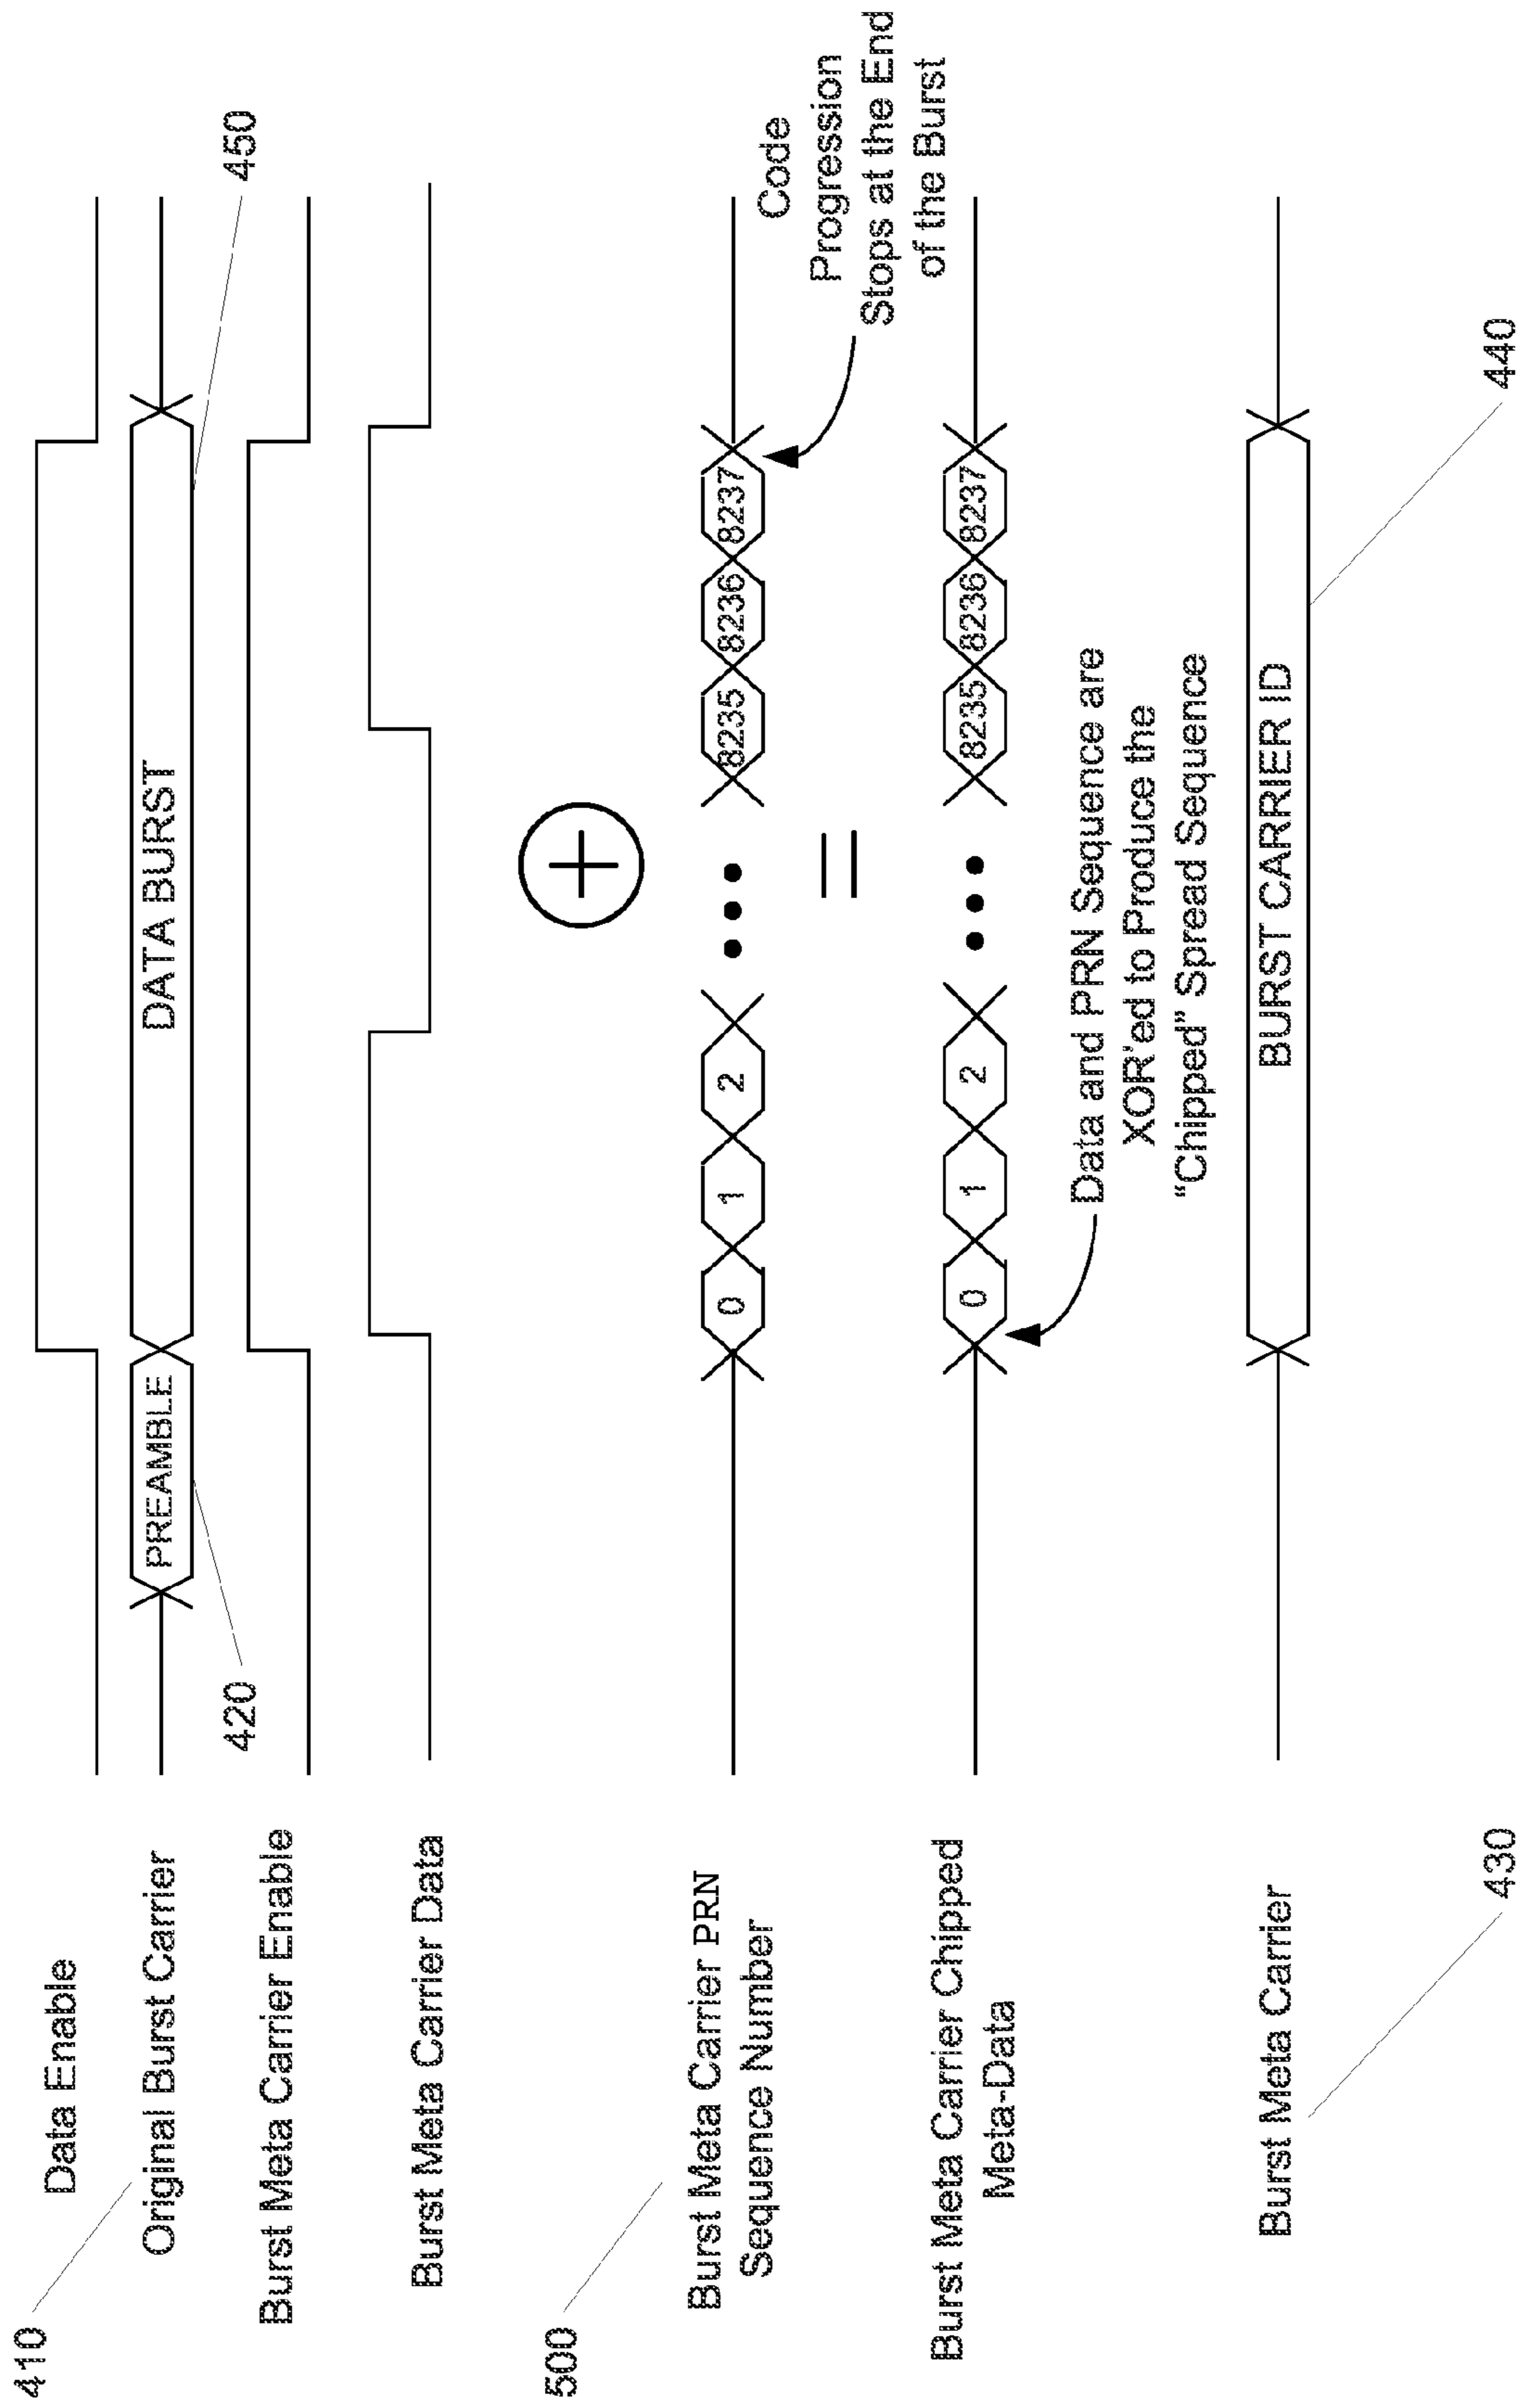 410
Data Enable
Original Burst Carrier
PREAMBLE
DATA BURST
420
450
Burst Meta Carrier Enable
Burst Meta Carrier Data
500
Burst Meta Carrier PRN
Sequence Number
0 1 2 8235 8236 8237
Code
Progression
Stops at the End
of the Burst
Burst Meta Carrier Chipped
Meta-Data
0 1 2 8235 8236 8237
Data and PRN Sequence are
XOR'ed to Produce the
“Chipped” Spread Sequence
Burst Meta Carrier
BURST CARRIER ID
430
440